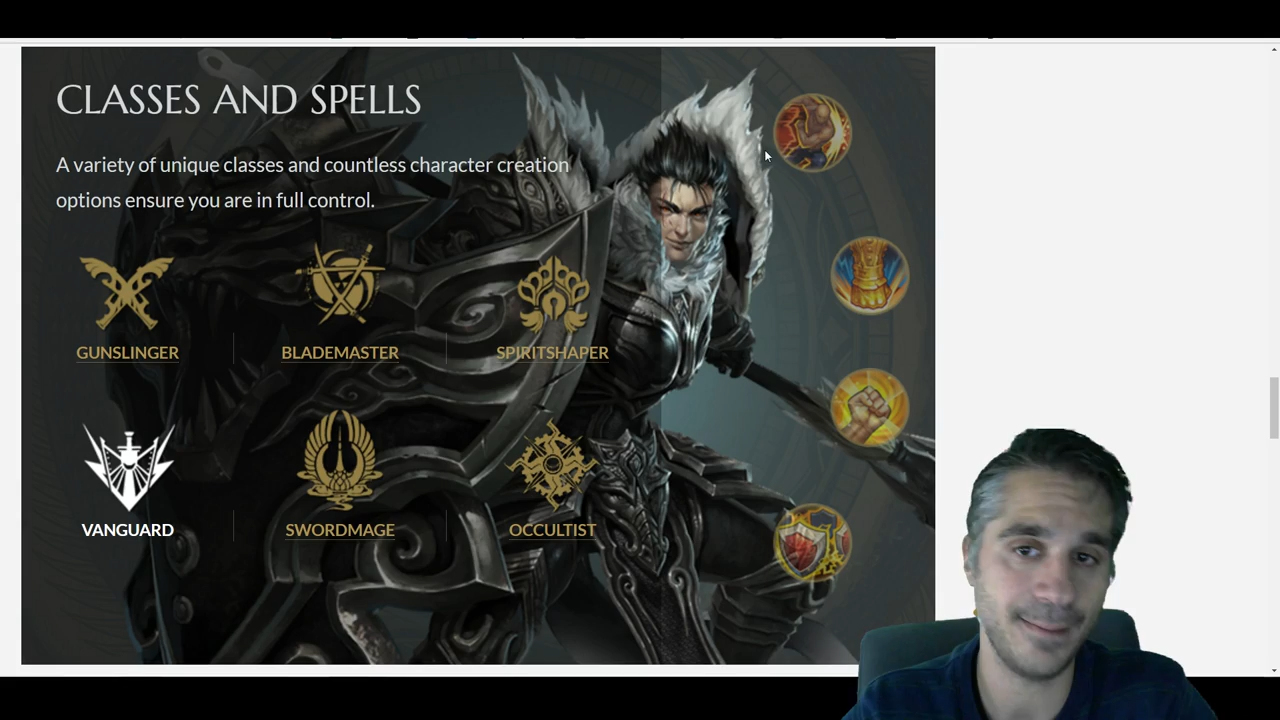 CLASSES AND SPELLS
A variety of unique classes and countless character creation
options ensure you are in full control.
GUNSLINGER
BLADEMASTER
SPIRITSHAPER
VANGUARD
SWORDMAGE
OCCULTIST